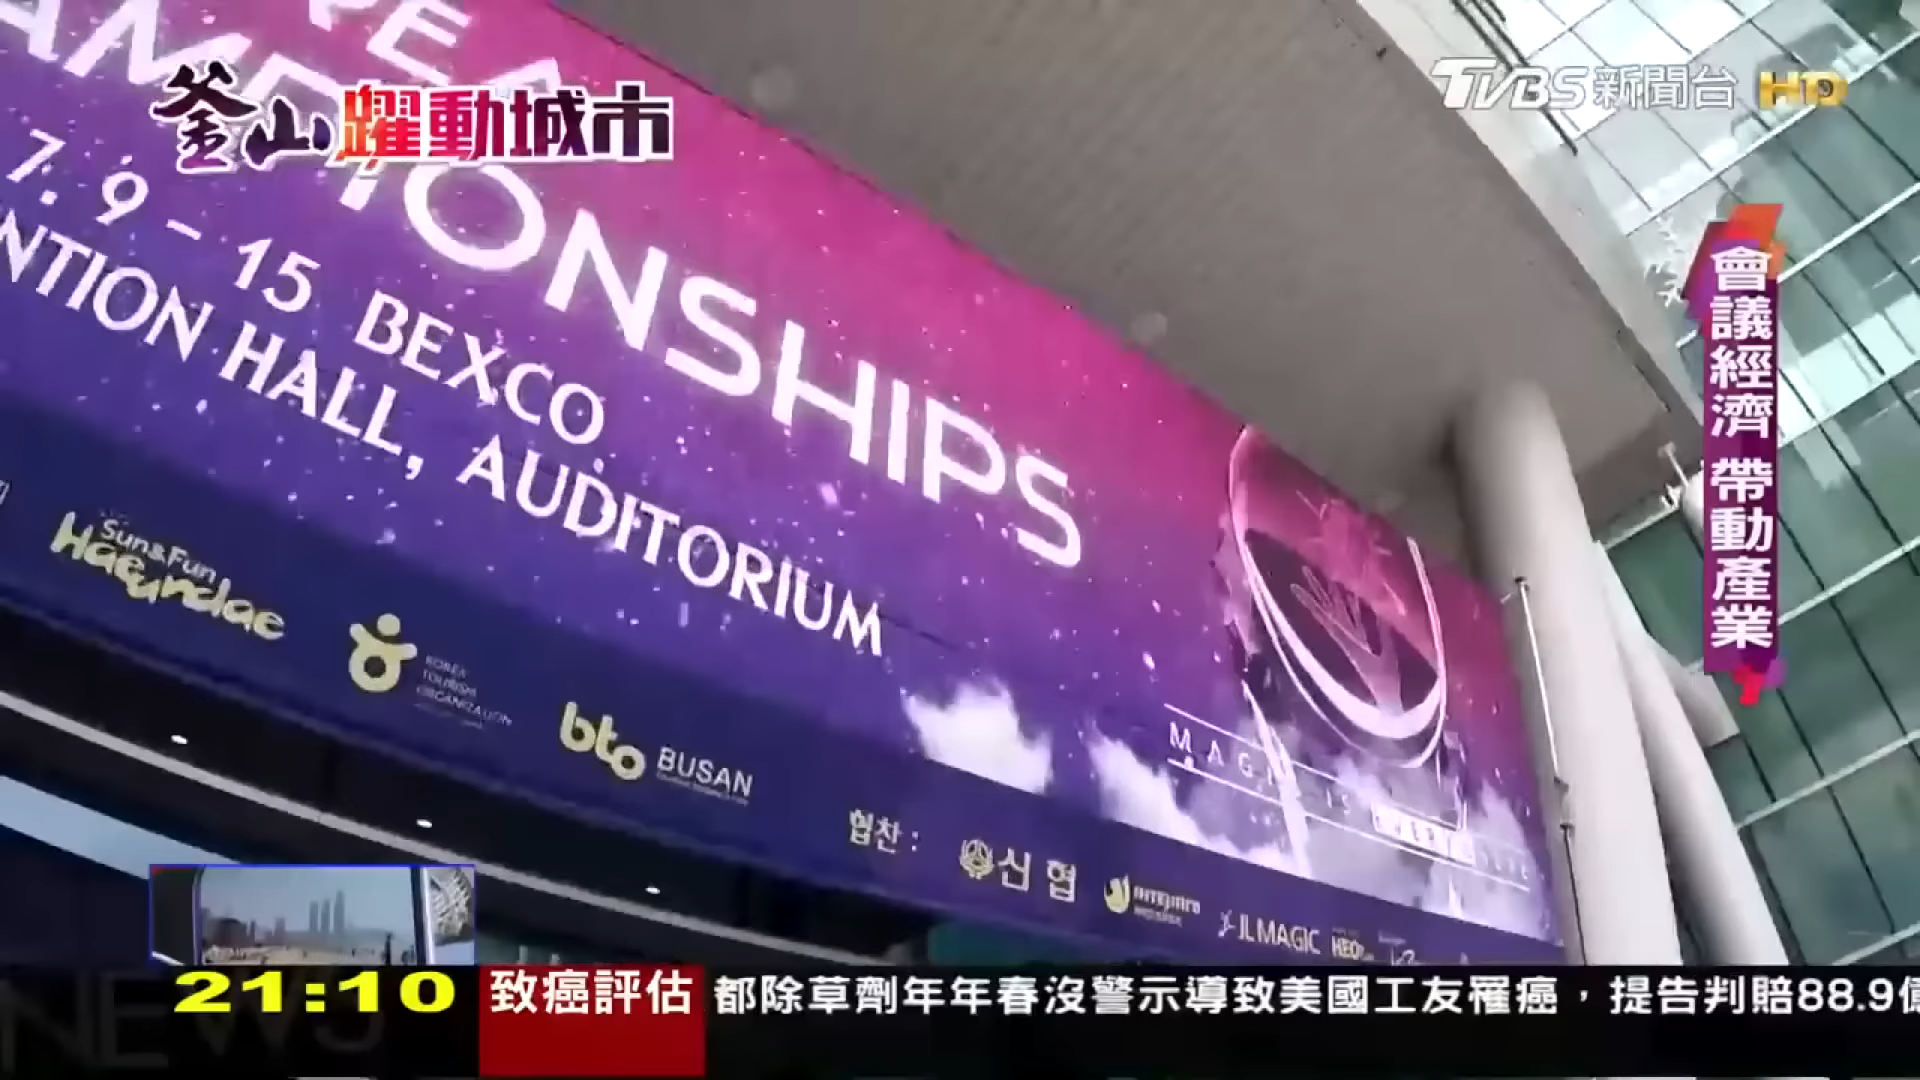 釜山躍動城市
TVBS新聞台 HD
會議經濟 帶動產業
CHAMPIONSHIPS
7. 9 - 15 BEXCO
NTION HALL, AUDITORIUM
Sun&Fun
Haeundae
KOREA
TOURISM
ORGANIZATION
bto BUSAN
협찬 :
신협
JL MAGIC
MAGIC IS
21:10
致癌評估
都除草劑年年春沒警示導致美國工友罹癌，提告判賠88.9億
NEWS